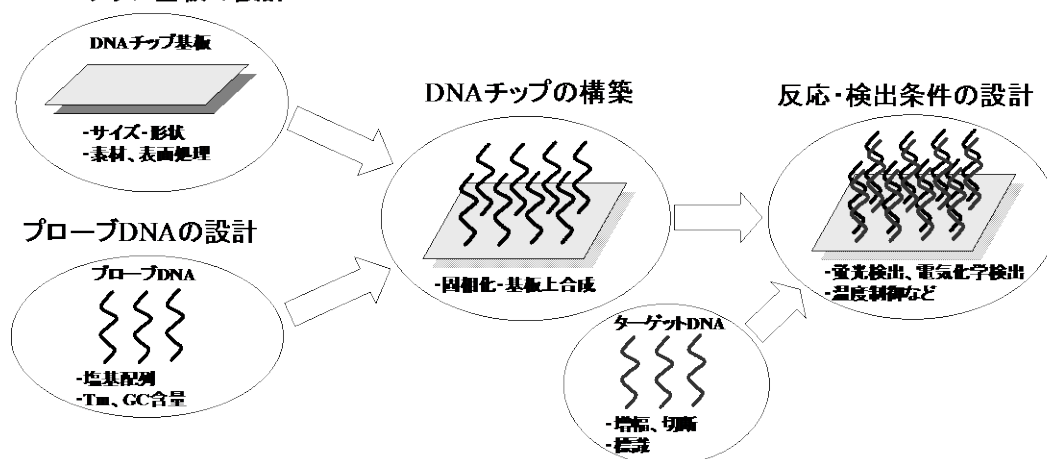 DNAチップ基板
-サイズ-形状
-素材、表面処理
プローブDNAの設計
プローブDNA
-塩基配列
-Tm、GC含量
DNAチップの構築
-固相化-基板上合成
ターゲットDNA
-増幅、切断
-標識
反応・検出条件の設計
-蛍光検出、電気化学検出
-温度制御など